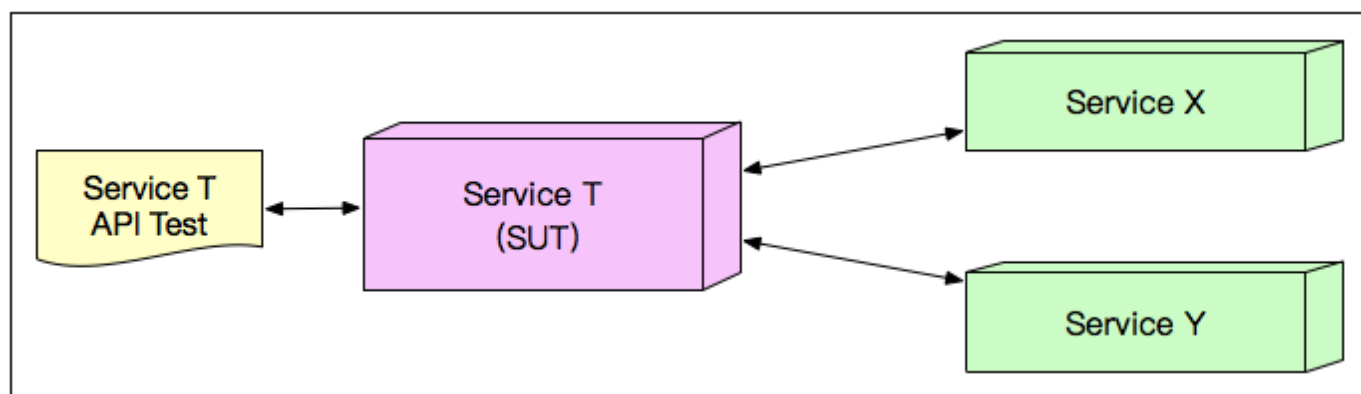 Service T
API Test
Service T
(SUT)
Service X
Service Y